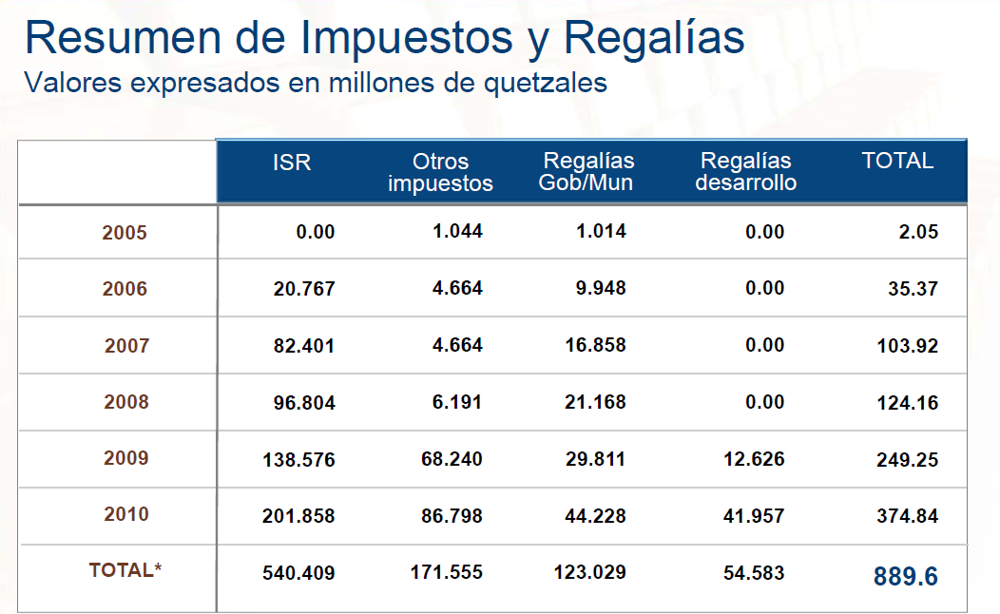 Resumen de Impuestos y Regalías
Valores expresados en millones de quetzales
ISR Otros impuestos Regalías Gob/Mun Regalías desarrollo TOTAL
2005 0.00 1.044 1.014 0.00 2.05
2006 20.767 4.664 9.948 0.00 35.37
2007 82.401 4.664 16.858 0.00 103.92
2008 96.804 6.191 21.168 0.00 124.16
2009 138.576 68.240 29.811 12.626 249.25
2010 201.858 86.798 44.228 41.957 374.84
TOTAL* 540.409 171.555 123.029 54.583 889.6